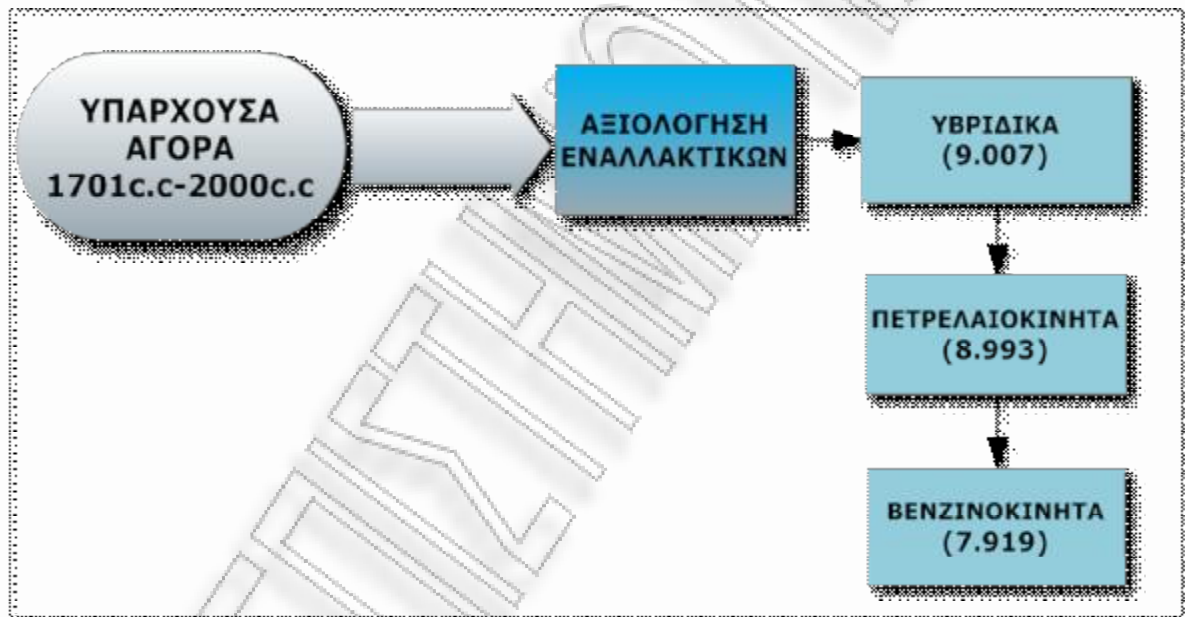 ΥΠΑΡΧΟΥΣΑ
ΑΓΟΡΑ
1701c.c-2000c.c
ΑΞΙΟΛΟΓΗΣΗ
ΕΝΑΛΛΑΚΤΙΚΩΝ
ΥΒΡΙΔΙΚΑ
(9.007)
ΠΕΤΡΕΛΑΙΟΚΙΝΗΤΑ
(8.993)
ΒΕΝΖΙΝΟΚΙΝΗΤΑ
(7.919)